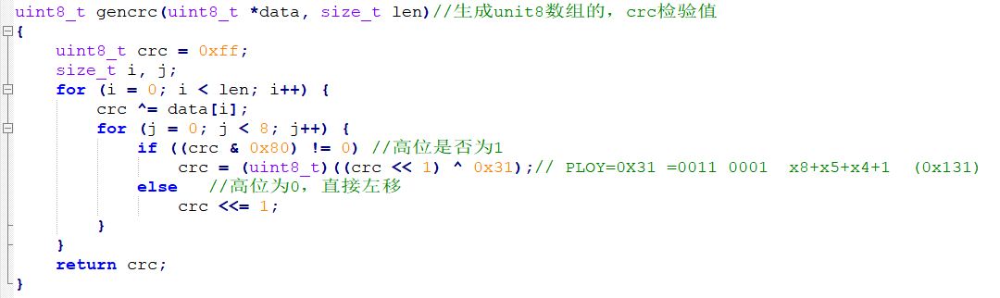 uint8_t gencrc(uint8_t *data, size_t len)//生成unit8数组的，crc检验值
{
    uint8_t crc = 0xff;
    size_t i, j;
    for (i = 0; i < len; i++) {
        crc ^= data[i];
        for (j = 0; j < 8; j++) {
            if ((crc & 0x80) != 0) //高位是否为1
                crc = (uint8_t)((crc << 1) ^ 0x31);// PLOY=0X31 =0011 0001  x8+x5+x4+1  (0x131)
            else   //高位为0，直接左移
                crc <<= 1;
        }
    }
    return crc;
}